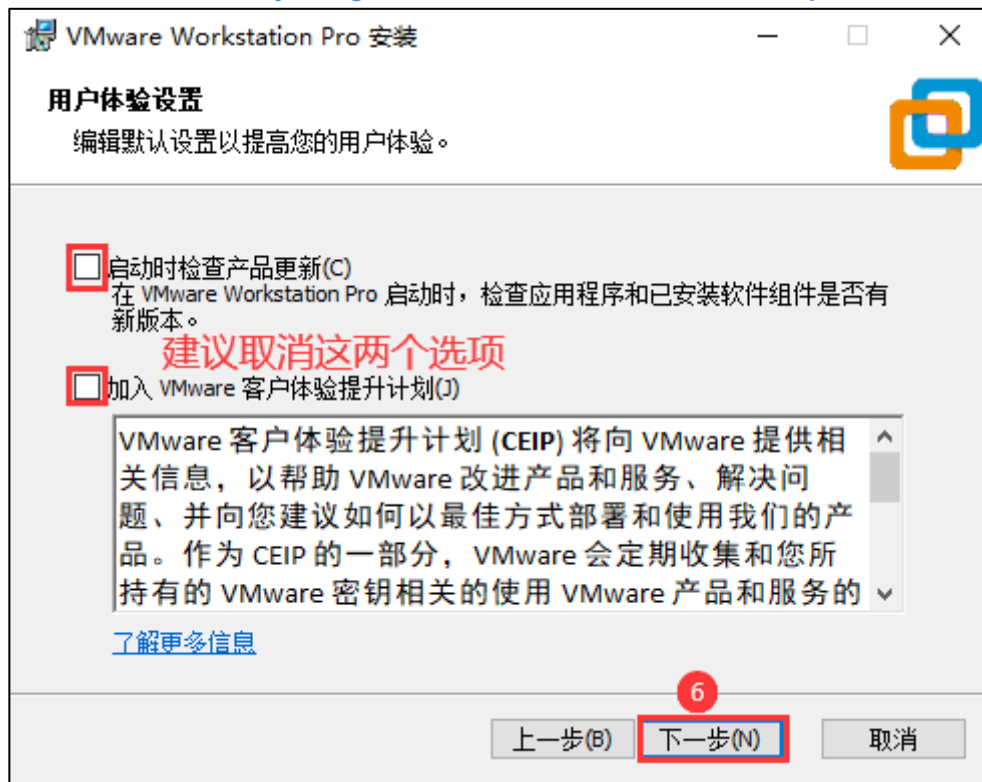 VMware Workstation Pro 安装
用户体验设置
编辑默认设置以提高您的用户体验。
启动时检查产品更新(C)
在 VMware Workstation Pro 启动时，检查应用程序和已安装软件组件是否有
新版本。
建议取消这两个选项
加入 VMware 客户体验提升计划(J)
VMware 客户体验提升计划 (CEIP) 将向 VMware 提供相
关信息，以帮助 VMware 改进产品和服务、解决问
题、并向您建议如何以最佳方式部署和使用我们的产
品。作为 CEIP 的一部分，VMware 会定期收集和您所
持有的 VMware 密钥相关的使用 VMware 产品和服务的
了解更多信息
6
上一步(B) 下一步(N) 取消